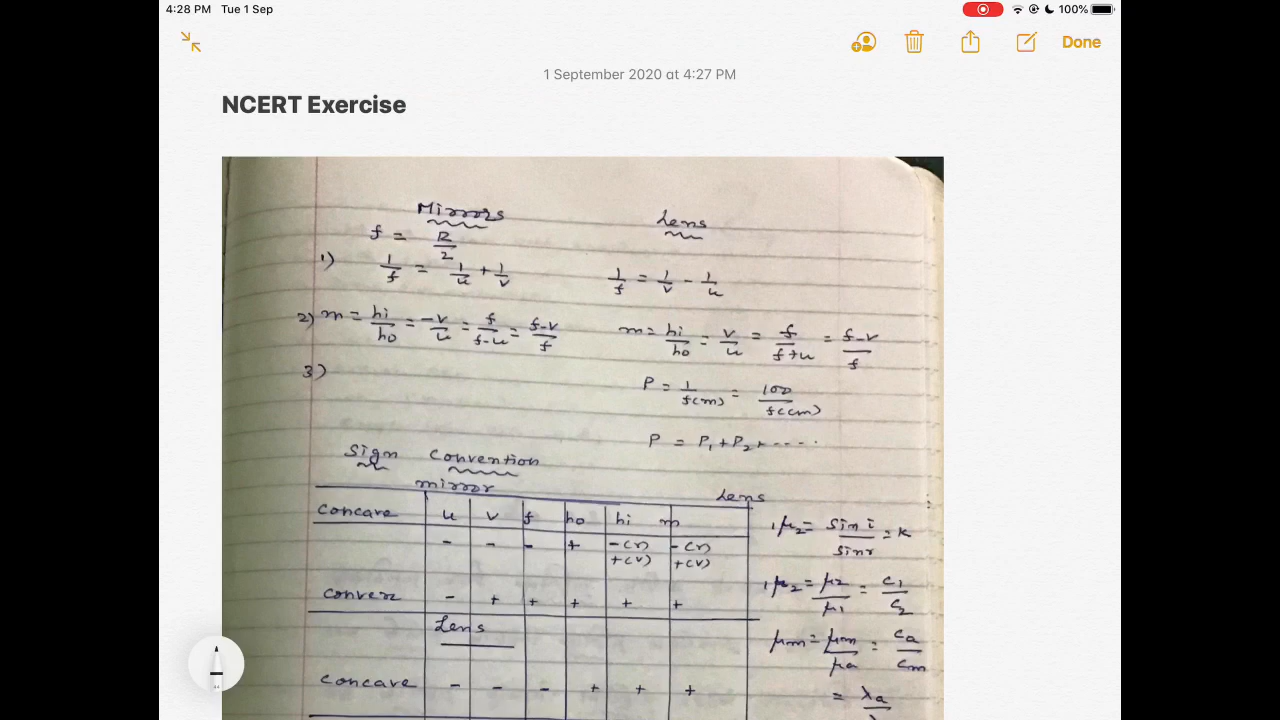 4:28 PM Tue 1 Sep
100%
Done
1 September 2020 at 4:27 PM
NCERT Exercise
Mirrors
Lens
f = R/2
1) 1/f = 1/u + 1/v
1/f = 1/v - 1/u
2) m = hi/ho = -v/u = f/f-u = f-v/f
m = hi/ho = v/u = f/f+u = f-v/f
3)
P = 1/f(m) = 100/f(cm)
P = P₁ + P₂ + - - - -
Sign Convention
mirror
Lens
Concave u v f ho hi m
- - - + -(r) -(r)
+(v) +(v)
Convex - + + + + +
Lens
Concave - - - + + +
₁μ₂ = sin i/sin r = k
₁μ₂ = μ2/μ1 = C1/C2
μm = μm/μa = Ca/Cm
= λa